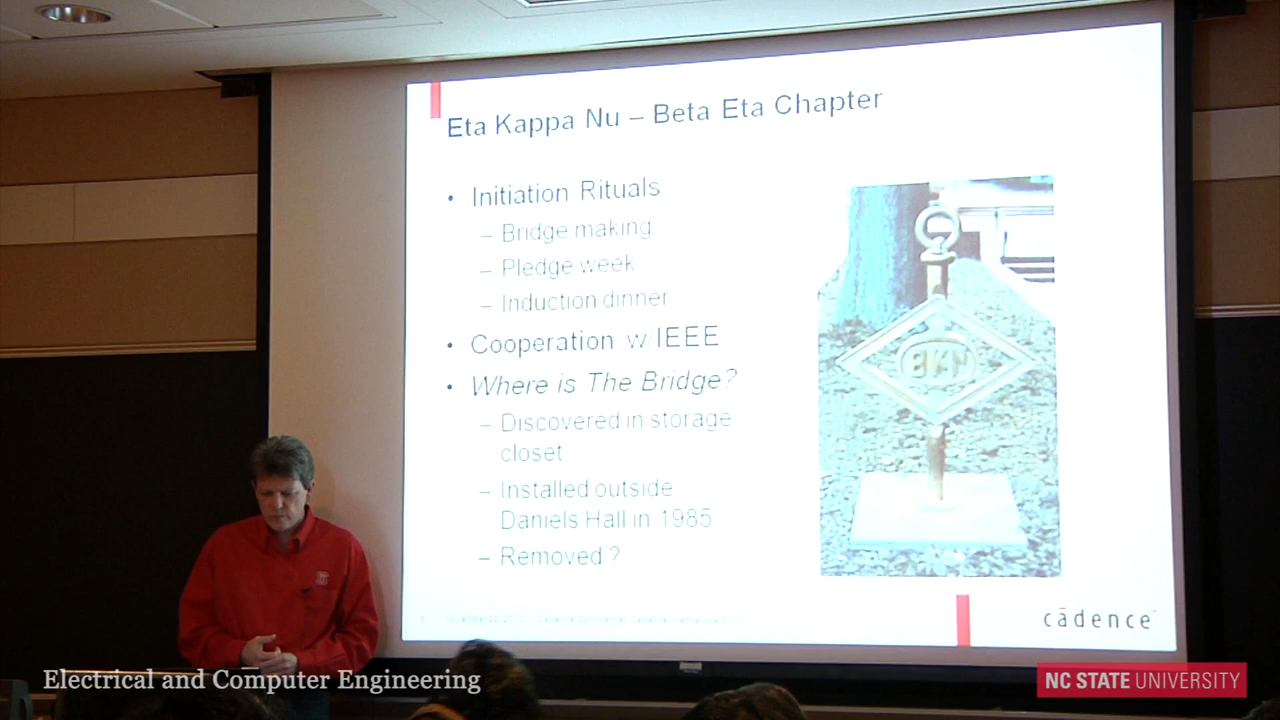 Eta Kappa Nu – Beta Eta Chapter
• Initiation Rituals
– Bridge making
– Pledge week
– Induction dinner
• Cooperation w/IEEE
• Where is The Bridge?
– Discovered in storage
closet
– Installed outside
Daniels Hall in 1985
– Removed ?
cādence
Electrical and Computer Engineering
NC STATE UNIVERSITY